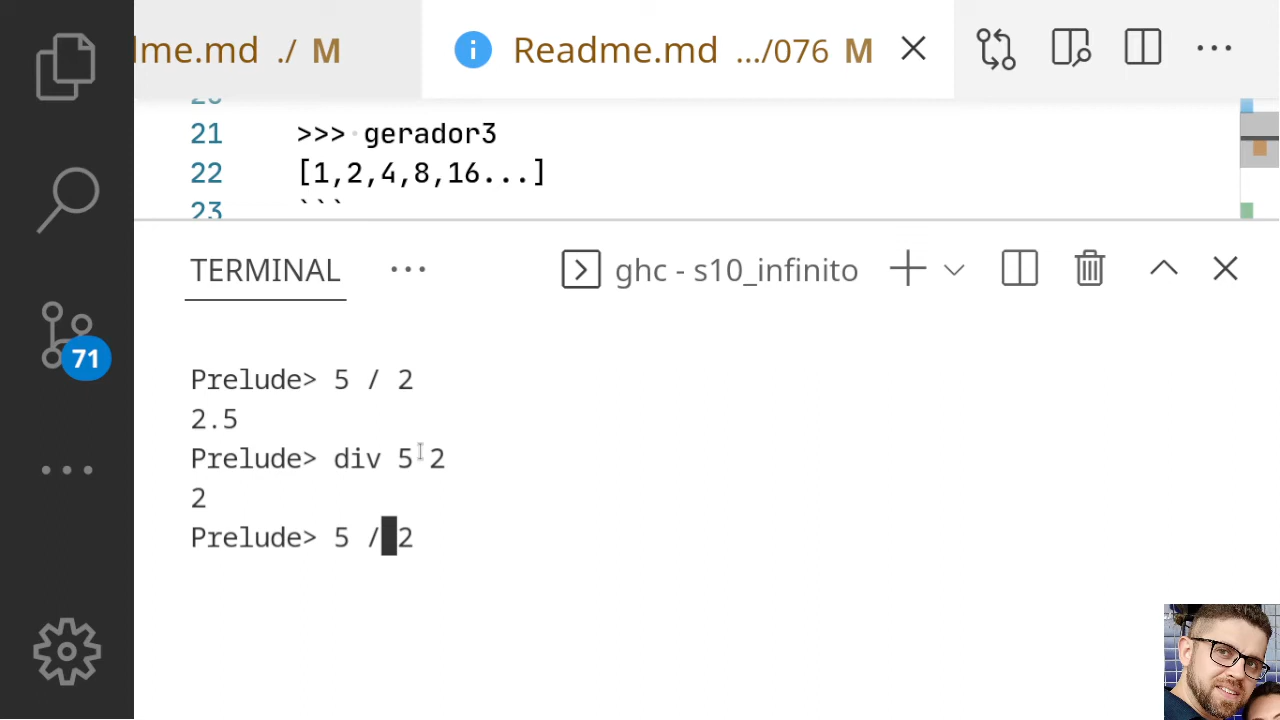 lme.md ./ M
Readme.md .../076 M
21 >>> gerador3
22 [1,2,4,8,16...]
23 ```
TERMINAL
ghc - s10_infinito
71
Prelude> 5 / 2
2.5
Prelude> div 5 2
2
Prelude> 5 / 2